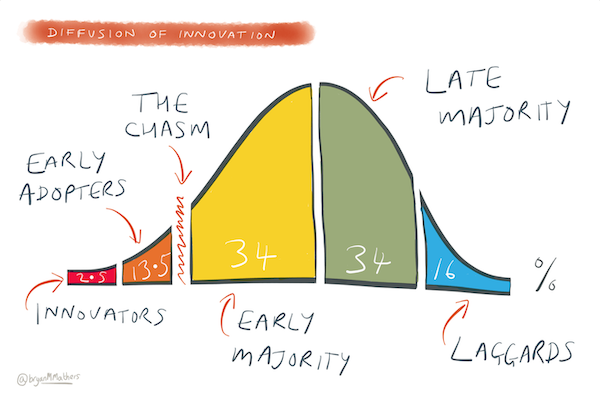 DIFFUSION OF INNOVATION
THE
CHASM
LATE
MAJORITY
EARLY
ADOPTERS
2.5
13.5
34
34
16
%
INNOVATORS
EARLY
MAJORITY
LAGGARDS
@bryanMMathers